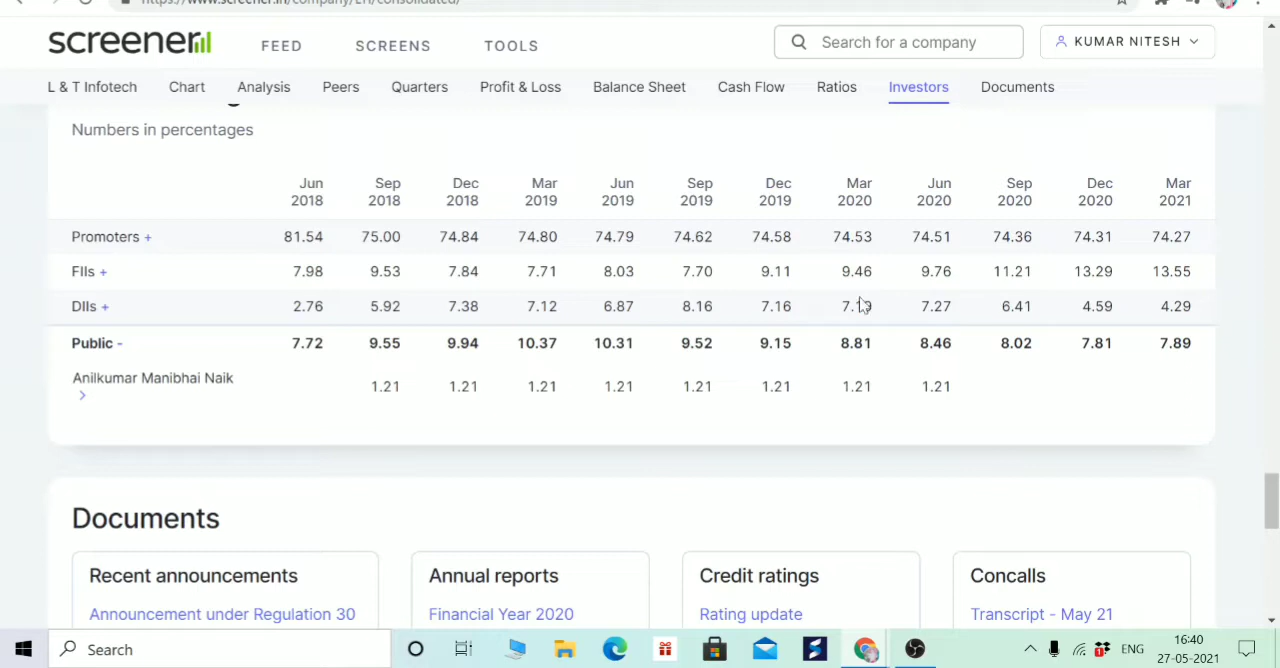 https://www.screener.in/company/LTI/consolidated/
screener
FEED SCREENS TOOLS
Search for a company
KUMAR NITESH
L & T Infotech Chart Analysis Peers Quarters Profit & Loss Balance Sheet Cash Flow Ratios Investors Documents
Numbers in percentages
Jun 2018 Sep 2018 Dec 2018 Mar 2019 Jun 2019 Sep 2019 Dec 2019 Mar 2020 Jun 2020 Sep 2020 Dec 2020 Mar 2021
Promoters + 81.54 75.00 74.84 74.80 74.79 74.62 74.58 74.53 74.51 74.36 74.31 74.27
FIIs + 7.98 9.53 7.84 7.71 8.03 7.70 9.11 9.46 9.76 11.21 13.29 13.55
DIIs + 2.76 5.92 7.38 7.12 6.87 8.16 7.16 7.27 6.41 4.59 4.29
Public - 7.72 9.55 9.94 10.37 10.31 9.52 9.15 8.81 8.46 8.02 7.81 7.89
Anilkumar Manibhai Naik > 1.21 1.21 1.21 1.21 1.21 1.21 1.21 1.21
Documents
Recent announcements
Announcement under Regulation 30
Annual reports
Financial Year 2020
Credit ratings
Rating update
Concalls
Transcript - May 21
Search
ENG
16:40
27-05-2021